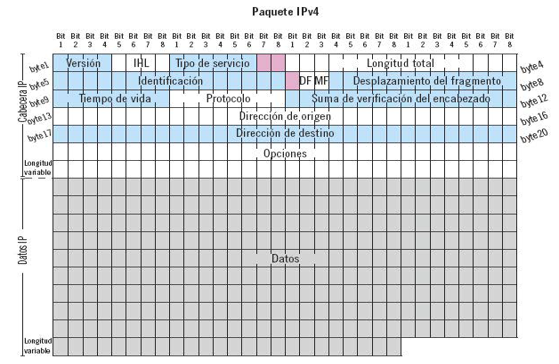 Paquete IPv4
Bit Bit Bit Bit Bit Bit Bit Bit Bit Bit Bit Bit Bit Bit Bit Bit Bit Bit Bit Bit Bit Bit Bit Bit Bit Bit Bit Bit Bit Bit Bit Bit
1 2 3 4 5 6 7 8 1 2 3 4 5 6 7 8 1 2 3 4 5 6 7 8 1 2 3 4 5 6 7 8
byte1 Versión IHL Tipo de servicio Longitud total byte4
byte5 Identificación DF MF Desplazamiento del fragmento byte8
byte9 Tiempo de vida Protocolo Suma de verificación del encabezado byte12
byte13 Dirección de origen byte16
byte17 Dirección de destino byte20
Cabecera IP
Opciones
Longitud
variable
Datos IP
Datos
Longitud
variable